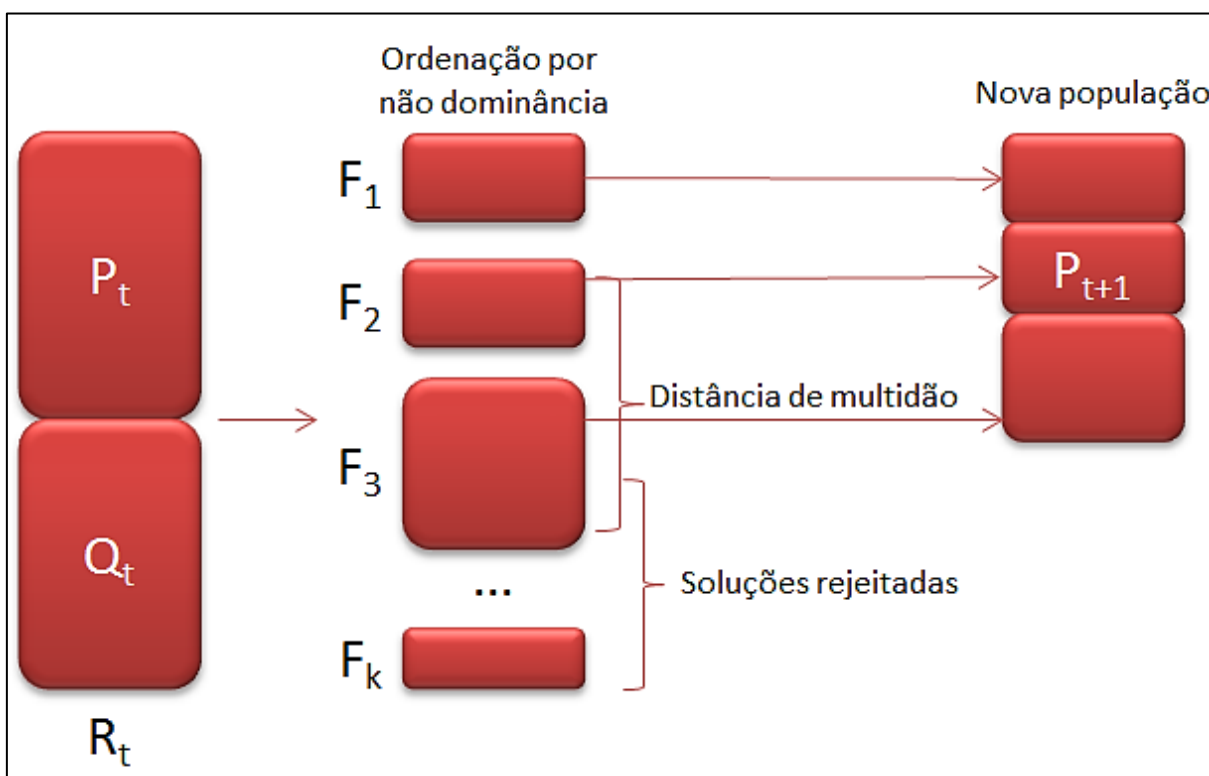 Ordenação por
não dominância
Nova população
F1
Pt
F2
Pt+1
Distância de multidão
F3
Qt
Soluções rejeitadas
...
Fk
Rt